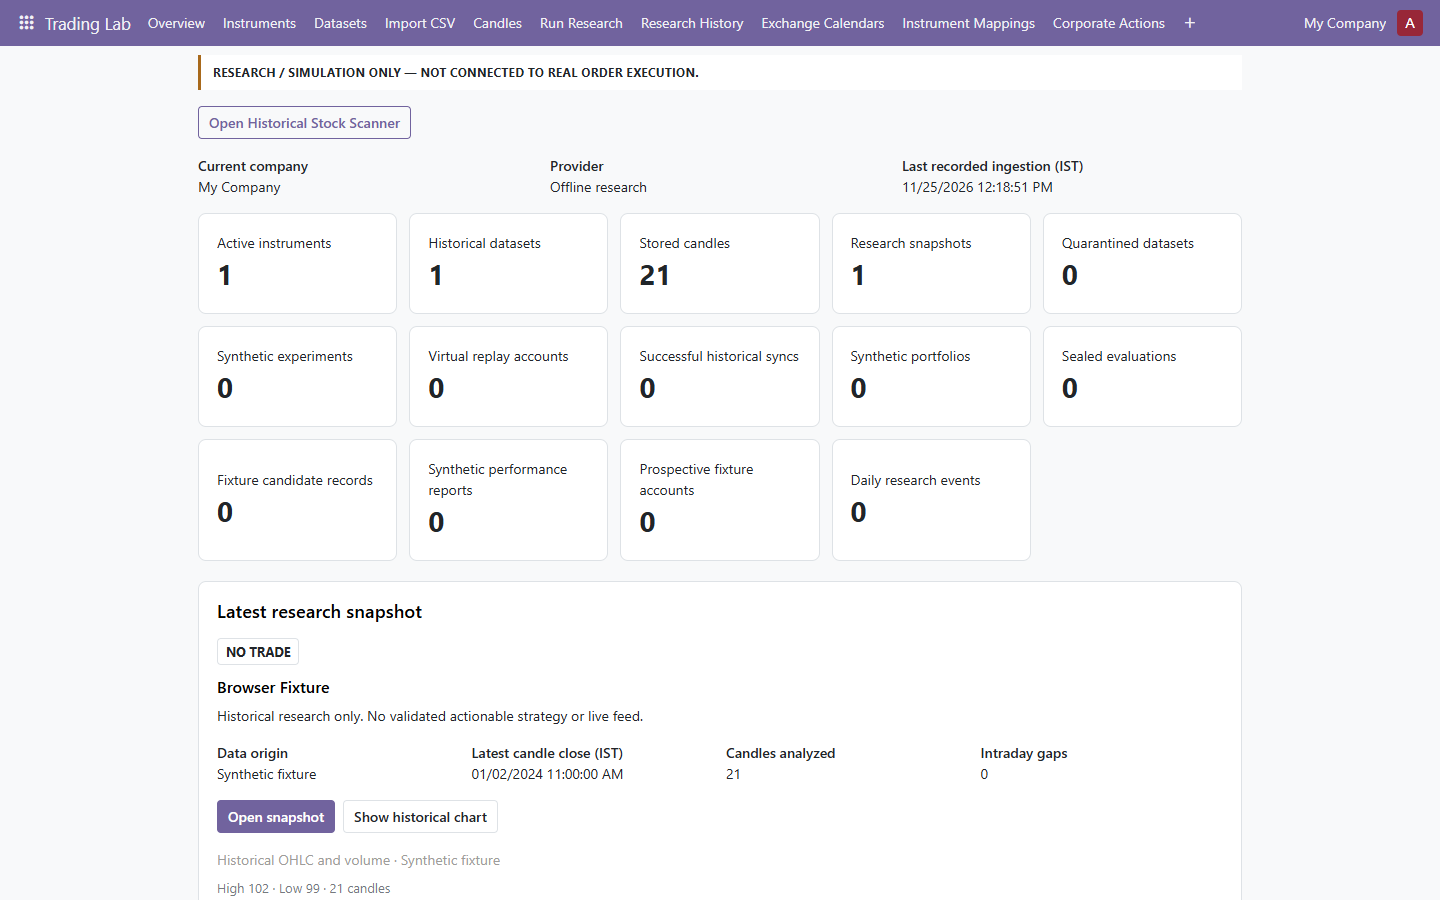 Trading Lab Overview Instruments Datasets Import CSV Candles Run Research Research History Exchange Calendars Instrument Mappings Corporate Actions + My Company A
RESEARCH / SIMULATION ONLY — NOT CONNECTED TO REAL ORDER EXECUTION.
Open Historical Stock Scanner
Current company Provider Last recorded ingestion (IST)
My Company Offline research 11/25/2026 12:18:51 PM
Active instruments Historical datasets Stored candles Research snapshots Quarantined datasets
1 1 21 1 0
Synthetic experiments Virtual replay accounts Successful historical syncs Synthetic portfolios Sealed evaluations
0 0 0 0 0
Fixture candidate records
0
Synthetic performance
reports
0
Prospective fixture
accounts
0
Daily research events
0
Latest research snapshot
NO TRADE
Browser Fixture
Historical research only. No validated actionable strategy or live feed.
Data origin Latest candle close (IST) Candles analyzed Intraday gaps
Synthetic fixture 01/02/2024 11:00:00 AM 21 0
Open snapshot Show historical chart
Historical OHLC and volume · Synthetic fixture
High 102 · Low 99 · 21 candles